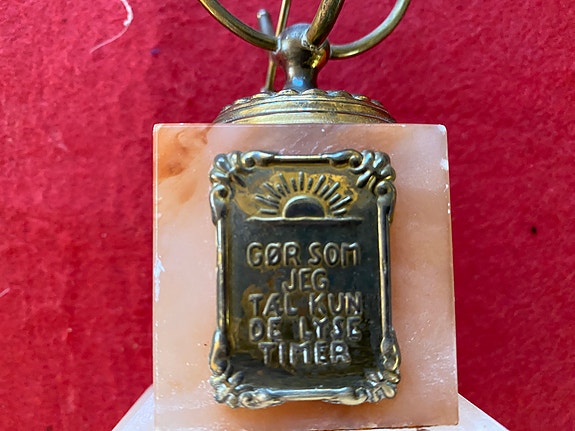 GØR SOM
JEG
TÆL KUN
DE LYSE
TIMER